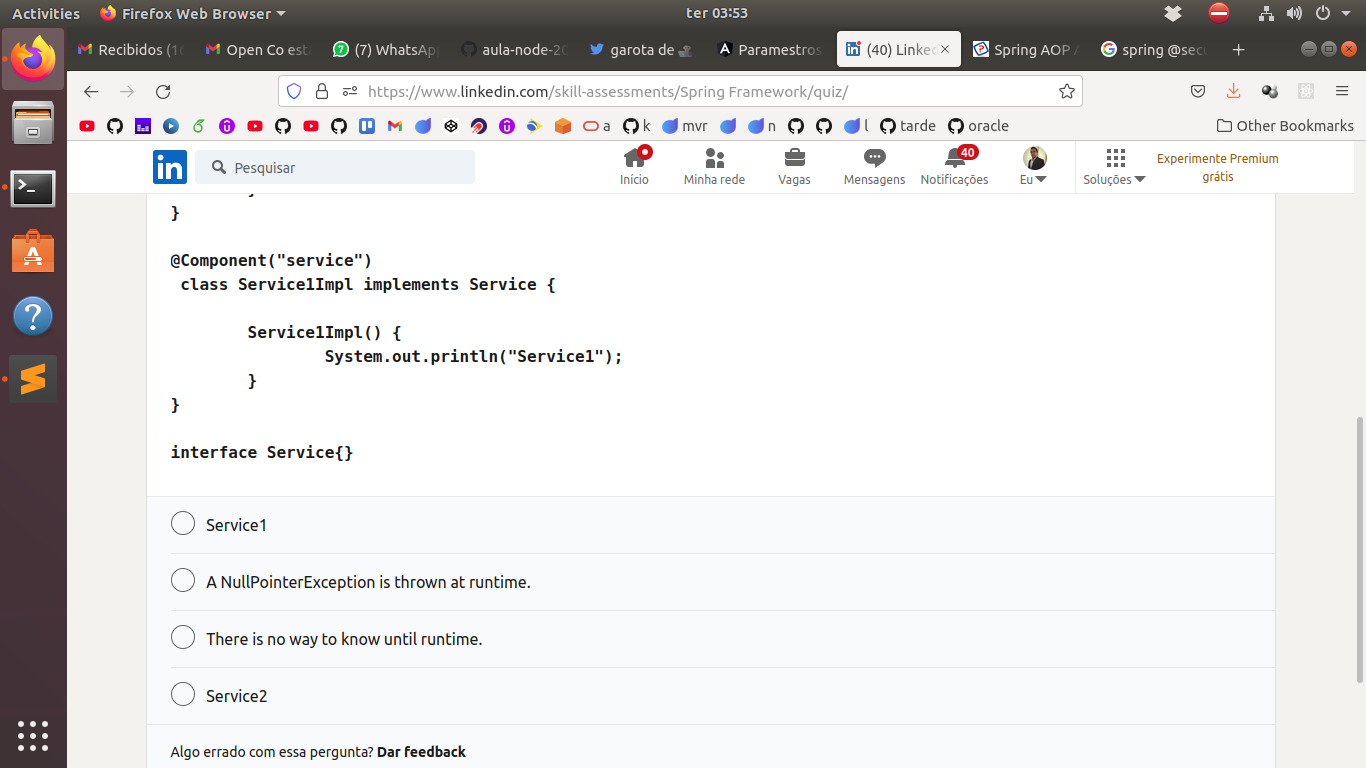 Activities Firefox Web Browser ter 03:53
Recibidos (1 Open Co est (7) WhatsAp aula-node-20 garota de Paramestros (40) Linke Spring AOP spring @secu
https://www.linkedin.com/skill-assessments/Spring Framework/quiz/
a k mvr n l tarde oracle Other Bookmarks
in Pesquisar Início Minha rede Vagas Mensagens 40 Notificações Eu Soluções Experimente Premium grátis
}
@Component("service")
class Service1Impl implements Service {
Service1Impl() {
System.out.println("Service1");
}
}
interface Service{}
Service1
A NullPointerException is thrown at runtime.
There is no way to know until runtime.
Service2
Algo errado com essa pergunta? Dar feedback